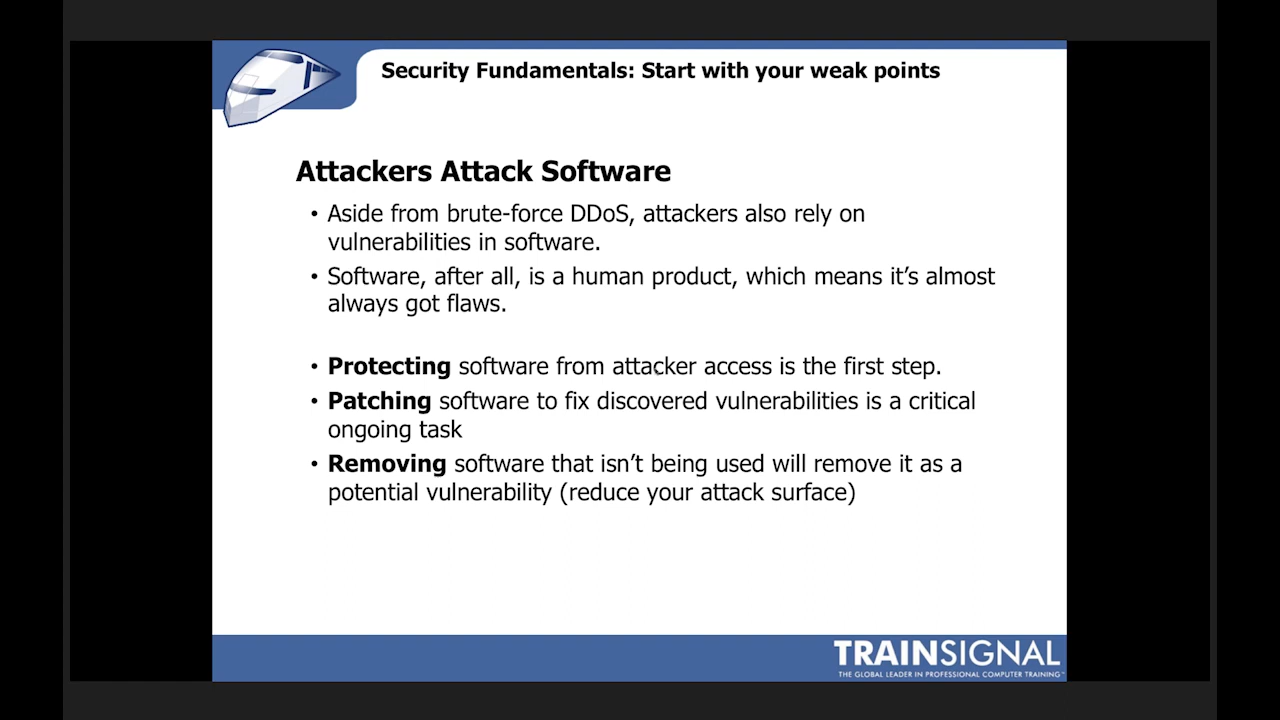 Security Fundamentals: Start with your weak points
Attackers Attack Software
• Aside from brute-force DDoS, attackers also rely on
vulnerabilities in software.
• Software, after all, is a human product, which means it’s almost
always got flaws.
• Protecting software from attacker access is the first step.
• Patching software to fix discovered vulnerabilities is a critical
ongoing task
• Removing software that isn’t being used will remove it as a
potential vulnerability (reduce your attack surface)
TRAINSIGNAL
THE GLOBAL LEADER IN PROFESSIONAL COMPUTER TRAINING